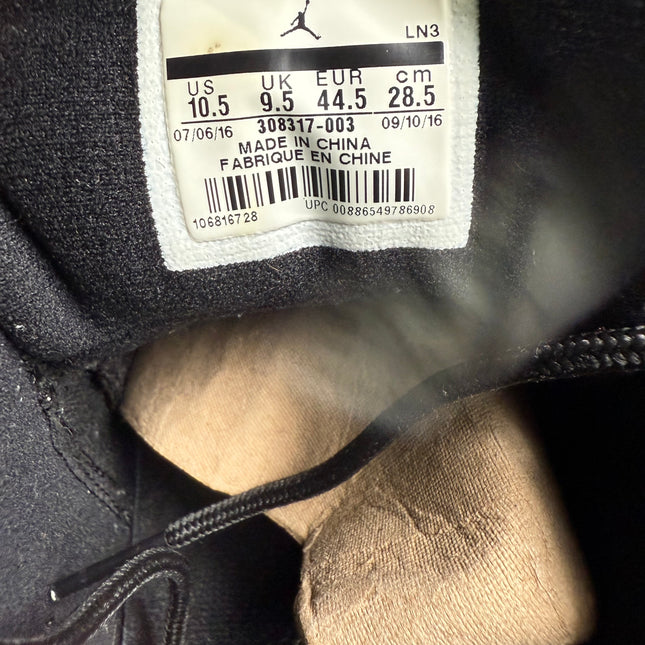 LN3
US UK EUR cm
10.5 9.5 44.5 28.5
07/06/16 308317-003 09/10/16
MADE IN CHINA
FABRIQUE EN CHINE
106816728 UPC 00886549786908